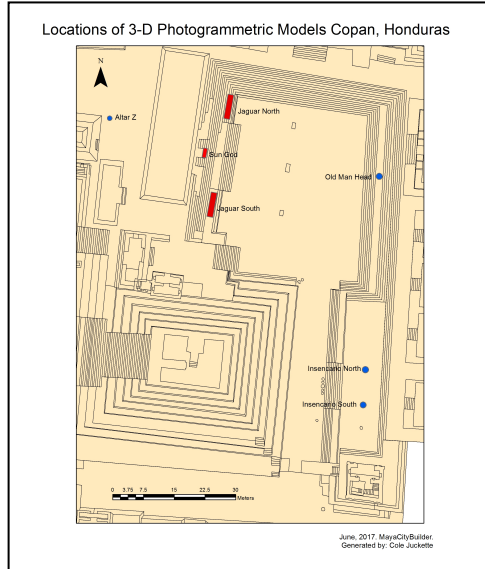 Locations of 3-D Photogrammetric Models Copan, Honduras
N
Jaguar North
Altar Z
Sun God
Old Man Head
Jaguar South
Insencario North
Insencario South
0 3.75 7.5 15 22.5 30
Meters
June, 2017. MayaCityBuilder.
Generated by: Cole Juckette